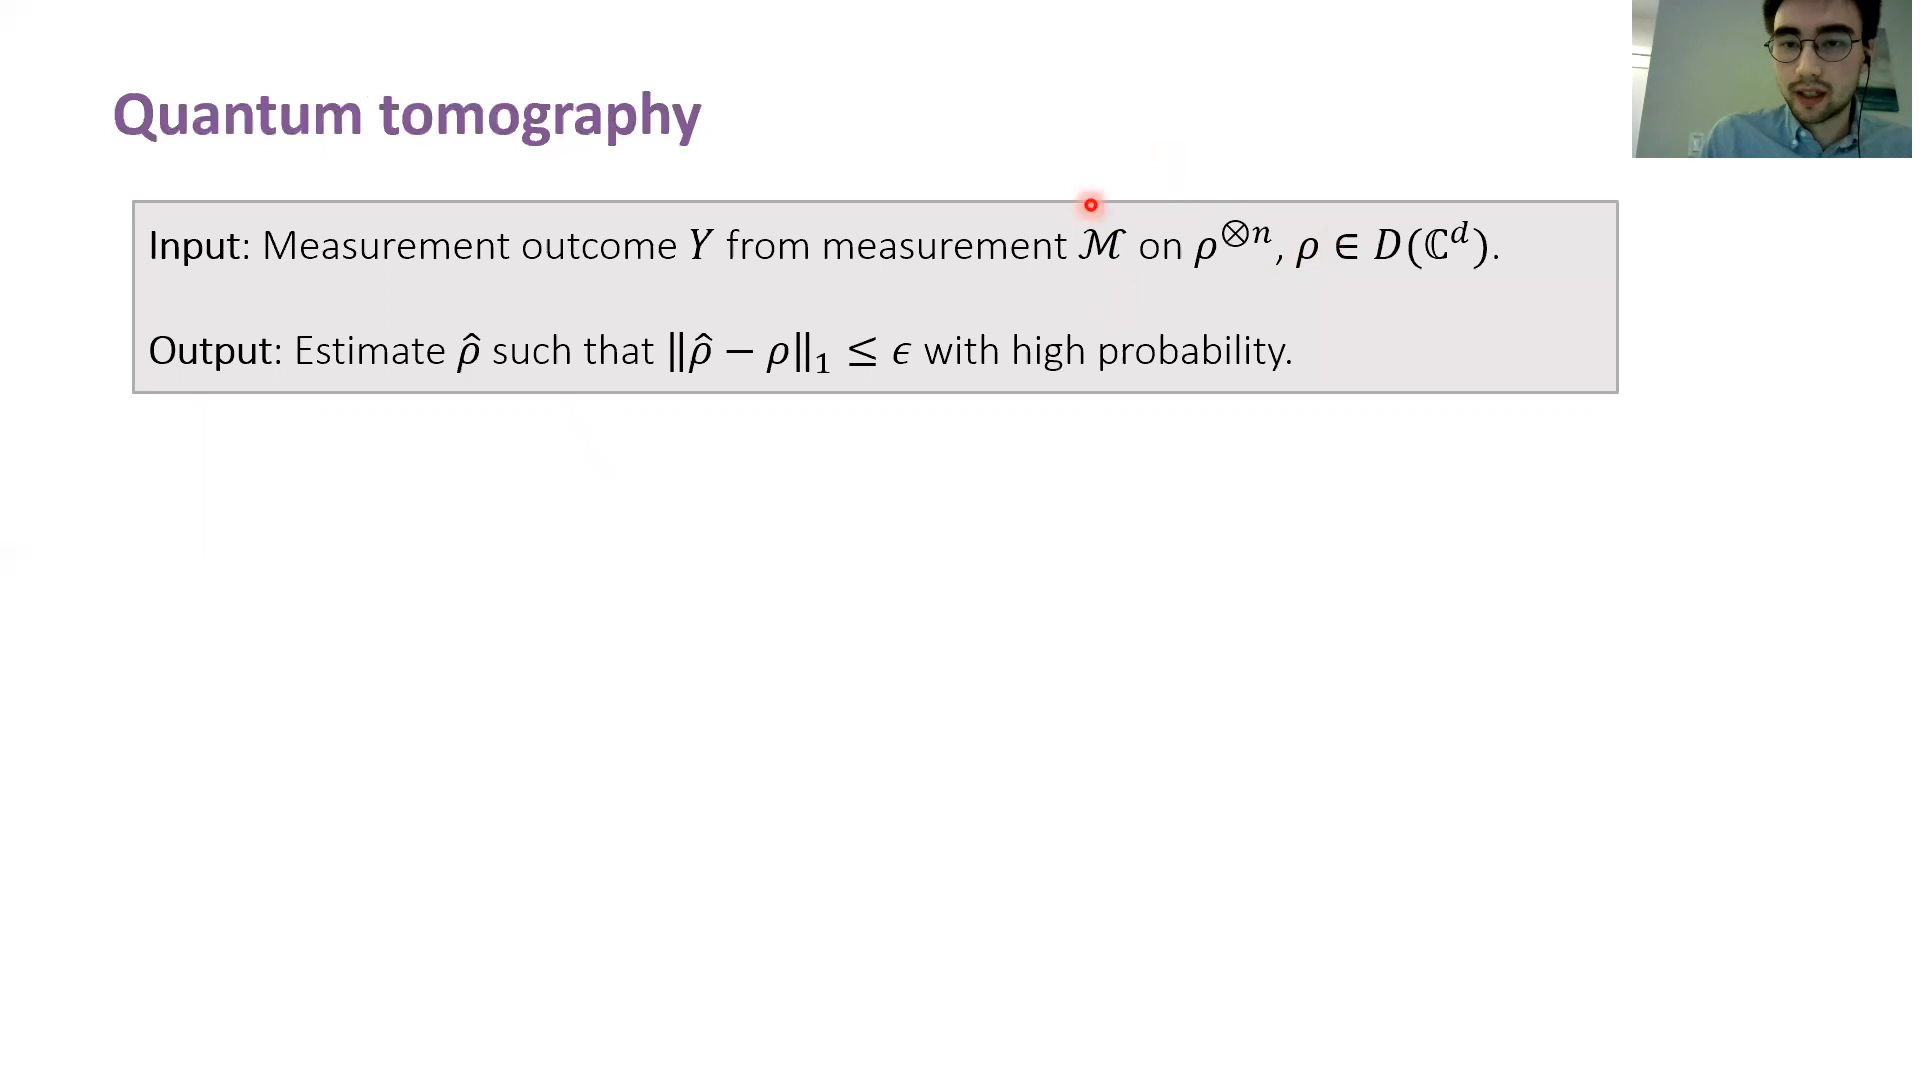 Quantum tomography
Input: Measurement outcome Y from measurement ℳ on ρ^{⊗n}, ρ ∈ D(ℂ^d).
Output: Estimate ρ̂ such that ‖ρ̂ − ρ‖₁ ≤ ϵ with high probability.